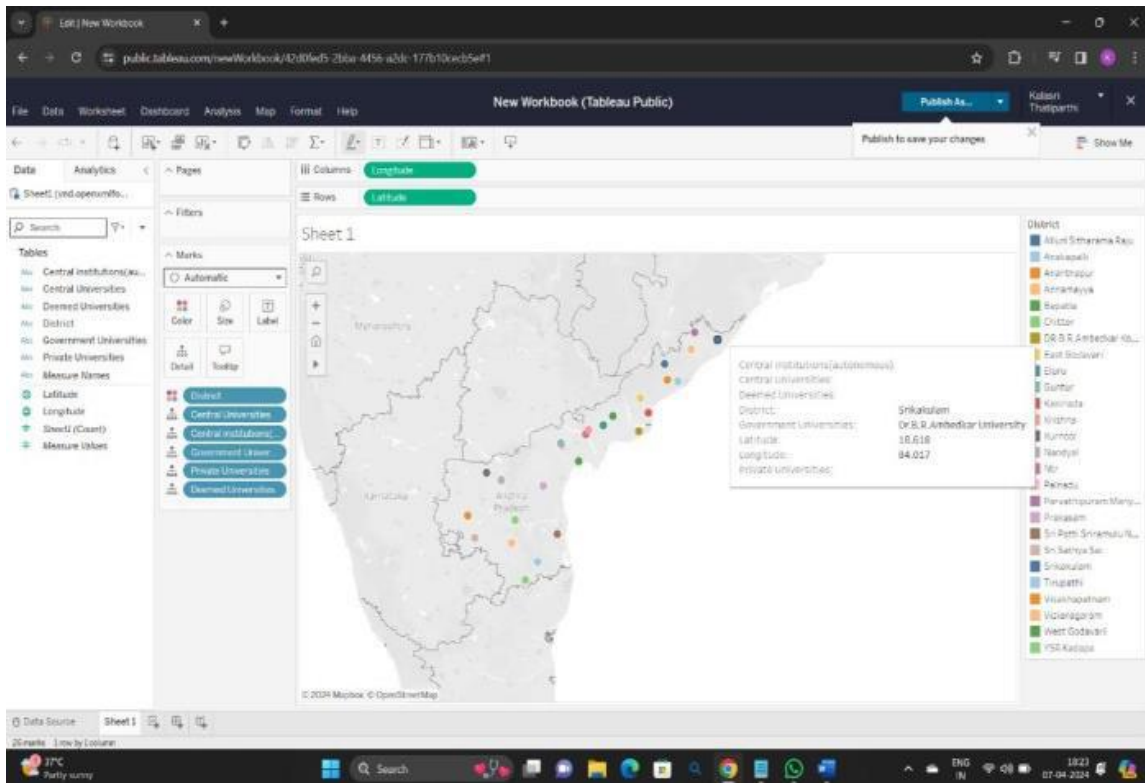 Edit | New Workbook
public.tableau.com/newWorkbook/
New Workbook (Tableau Public)
File Data Worksheet Dashboard Analysis Map Format Help
Publish As...
Kalasri
Thatiparthi
Publish to save your changes
Show Me
Data Analytics
Pages
Columns Longitude
Rows Latitude
Filters
Search
Sheet 1
Tables
Central institutions(au...
Central Universities
Deemed Universities
District
Government Universities
Private Universities
Measure Names
Latitude
Longitude
Sheet1 (Count)
Measure Values
Marks
Automatic
Color Size Label
Detail Tooltip
District
Central Universities
Central institutions(...
Government Univer...
Private Universities
Deemed Universities
Maharashtra
Karnataka
Andhra
Pradesh
Central institutions(autonomous)
Central Universities:
Deemed Universities:
District: Srikakulam
Government Universities: Dr.B.R.Ambedkar University
Latitude: 18.618
Longitude: 84.017
Private Universities:
© 2024 Mapbox © OpenStreetMap
District
Alluri Sitharama Raju
Anakapalli
Ananthapur
Annamayya
Bapatla
Chittor
DR.B.R.Ambedkar Ko...
East Godavari
Eluru
Guntur
Kakinada
Krishna
Kurnool
Nandyal
Ntr
Palnadu
Parvathipuram Many...
Prakasam
Sri Potti Sriramulu N...
Sri Sathya Sai
Srikakulam
Tirupathi
Visakhapatnam
Vizianagaram
West Godavari
YSR Kadapa
Data Source Sheet 1
26 marks 1 row by 1 column
37°C
Partly sunny
Search
ENG
IN
18:23
07-04-2024